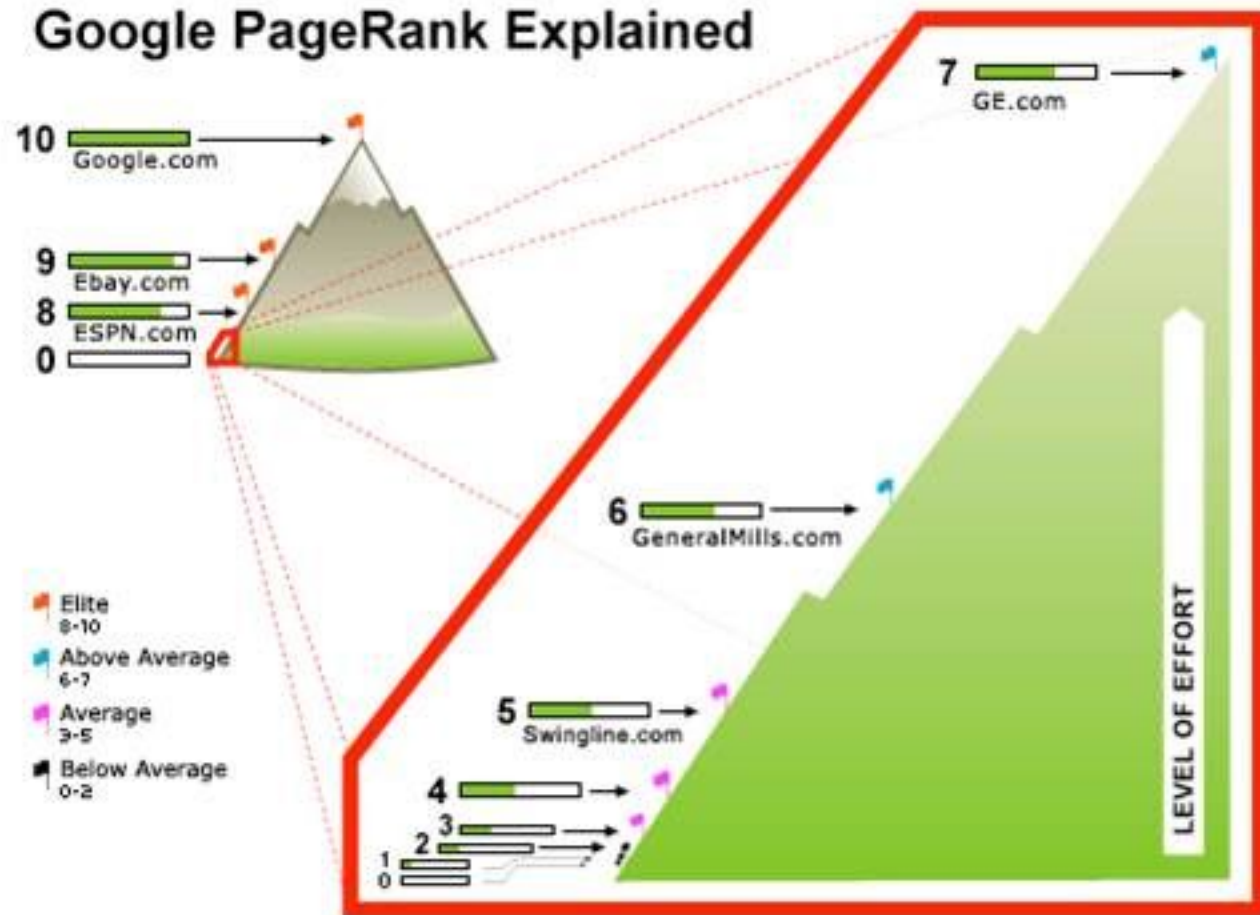 Google PageRank Explained
10
Google.com
9
Ebay.com
8
ESPN.com
0
7
GE.com
6
GeneralMills.com
5
Swingline.com
4
3
2
1
0
LEVEL OF EFFORT
Elite
8-10
Above Average
6-7
Average
3-5
Below Average
0-2